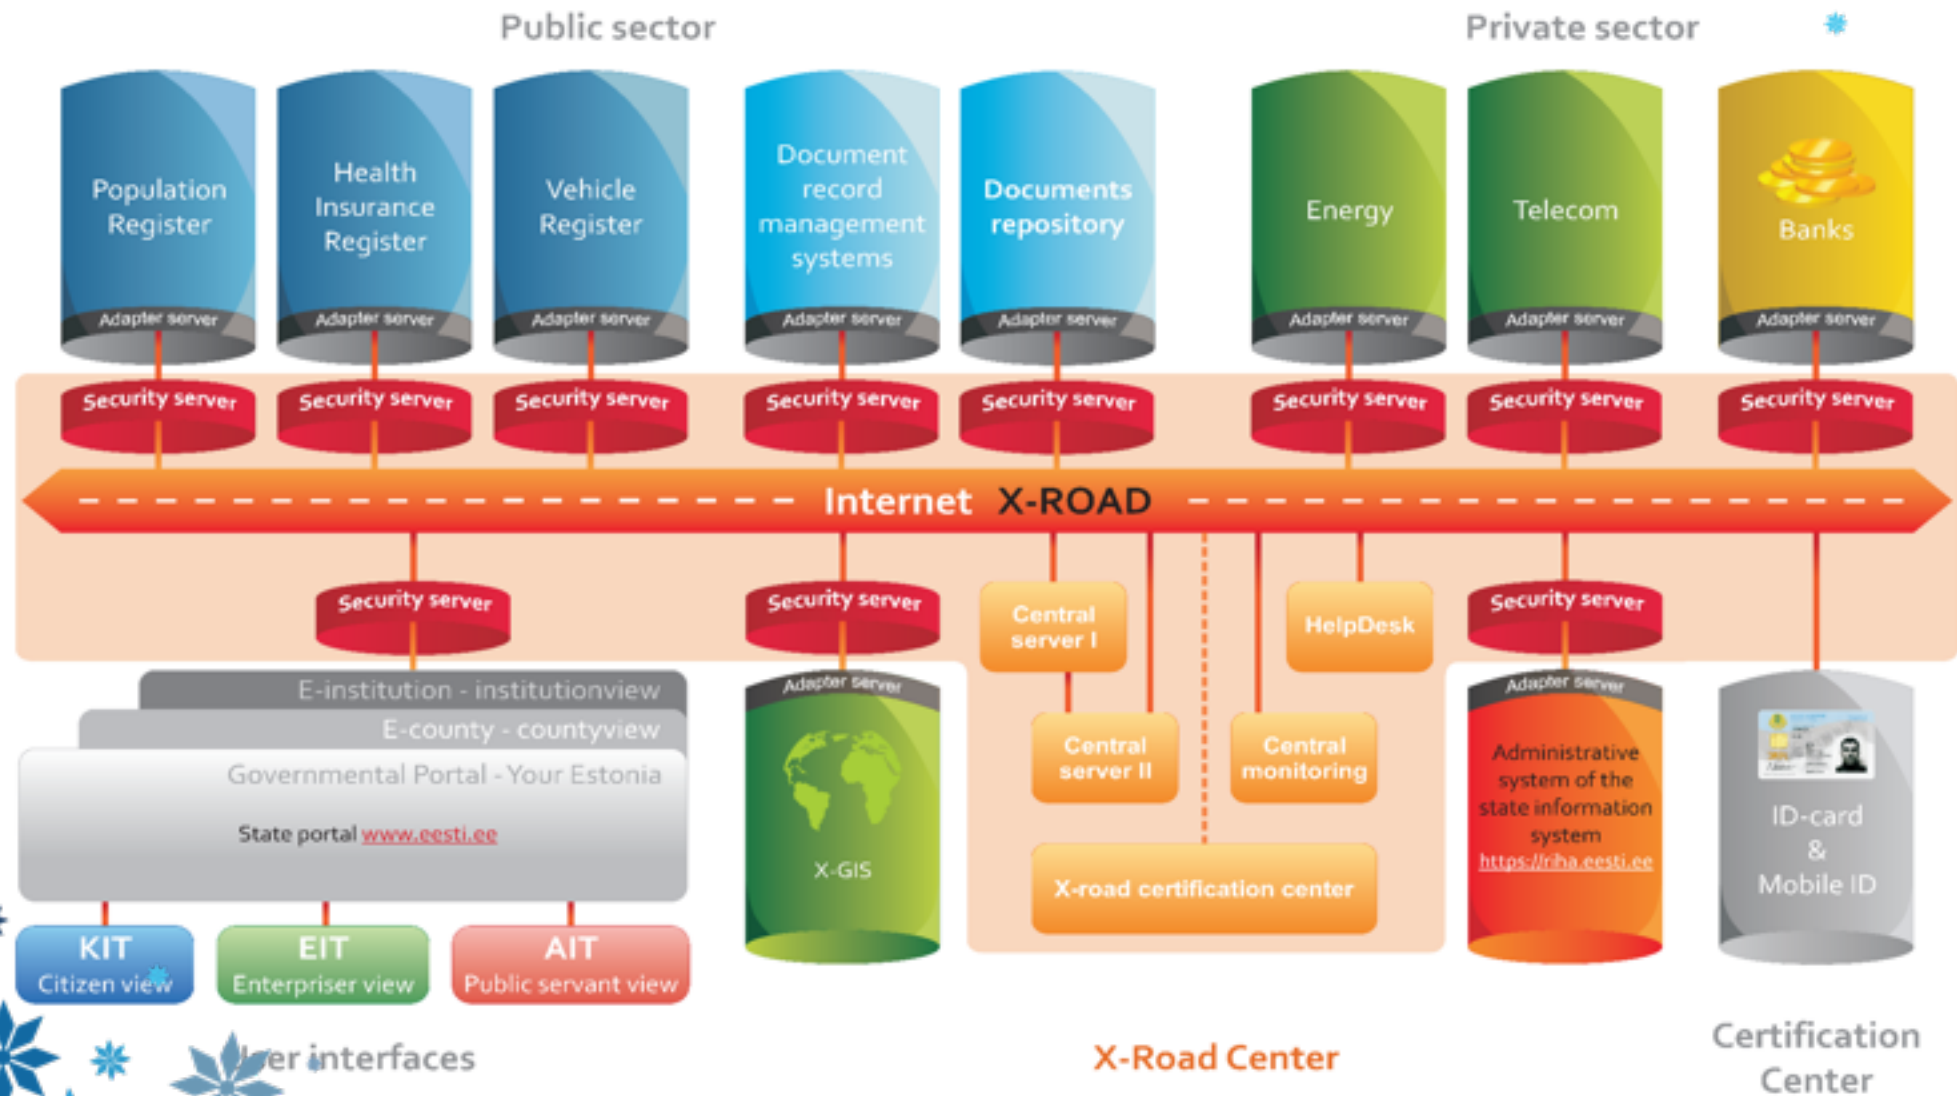 Public sector
Private sector
Population
Register
Health
Insurance
Register
Vehicle
Register
Document
record
management
systems
Documents
repository
Energy
Telecom
Banks
Adapter server
Adapter server
Adapter server
Adapter server
Adapter server
Adapter server
Adapter server
Adapter server
Security server
Security server
Security server
Security server
Security server
Security server
Security server
Security server
Internet X-ROAD
Security server
Security server
Central
server I
HelpDesk
Security server
E-institution - institutionview
E-county - countyview
Governmental Portal - Your Estonia
State portal www.eesti.ee
Adapter server
X-GIS
Central
server II
Central
monitoring
X-road certification center
Adapter server
Administrative
system of the
state information
system
https://riha.eesti.ee
ID-card
&
Mobile ID
KIT
Citizen view
EIT
Enterpriser view
AIT
Public servant view
interfaces
X-Road Center
Certification
Center